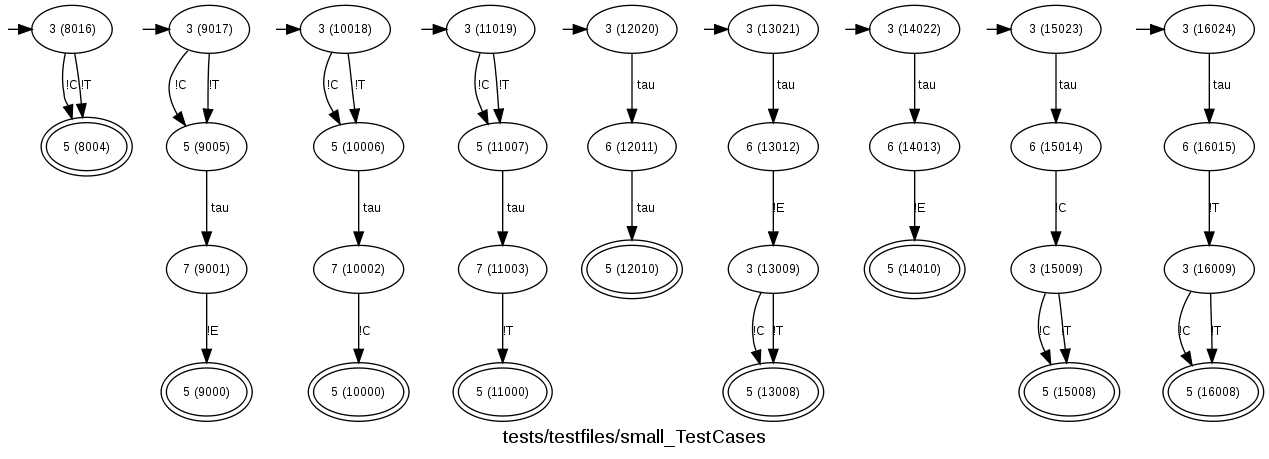 3 (8016) 3 (9017) 3 (10018) 3 (11019) 3 (12020) 3 (13021) 3 (14022) 3 (15023) 3 (16024)
!C !T !C !T !C !T !C !T tau tau tau tau tau
5 (8004) 5 (9005) 5 (10006) 5 (11007) 6 (12011) 6 (13012) 6 (14013) 6 (15014) 6 (16015)
tau tau tau tau !E !E !C !T
7 (9001) 7 (10002) 7 (11003) 5 (12010) 3 (13009) 5 (14010) 3 (15009) 3 (16009)
!E !C !T !C !T !C !T !C !T
5 (9000) 5 (10000) 5 (11000) 5 (13008) 5 (15008) 5 (16008)
tests/testfiles/small_TestCases